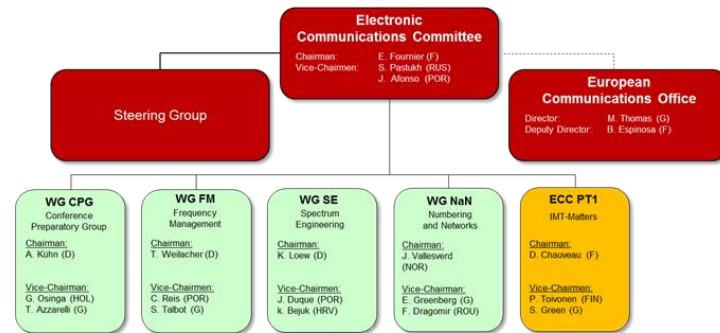 Electronic
Communications Committee
Chairman: E. Fournier (F)
Vice-Chairmen: S. Pastukh (RUS)
J. Afonso (POR)
Steering Group
European
Communications Office
Director: M. Thomas (G)
Deputy Director: B. Espinosa (F)
WG CPG
Conference
Preparatory Group
Chairman:
A. Kühn (D)
Vice-Chairmen:
G. Osinga (HOL)
T. Azzarelli (G)
WG FM
Frequency
Management
Chairman:
T. Weilacher (D)
Vice-Chairmen:
C. Reis (POR)
S. Talbot (G)
WG SE
Spectrum
Engineering
Chairman:
K. Loew (D)
Vice-Chairmen:
J. Duque (POR)
k. Bejuk (HRV)
WG NaN
Numbering
and Networks
Chairman:
J. Vallesverd
(NOR)
Vice-Chairmen:
E. Greenberg (G)
F. Dragomir (ROU)
ECC PT1
IMT-Matters
Chairman:
D. Chauveau (F)
Vice-Chairmen:
P. Toivonen (FIN)
S. Green (G)